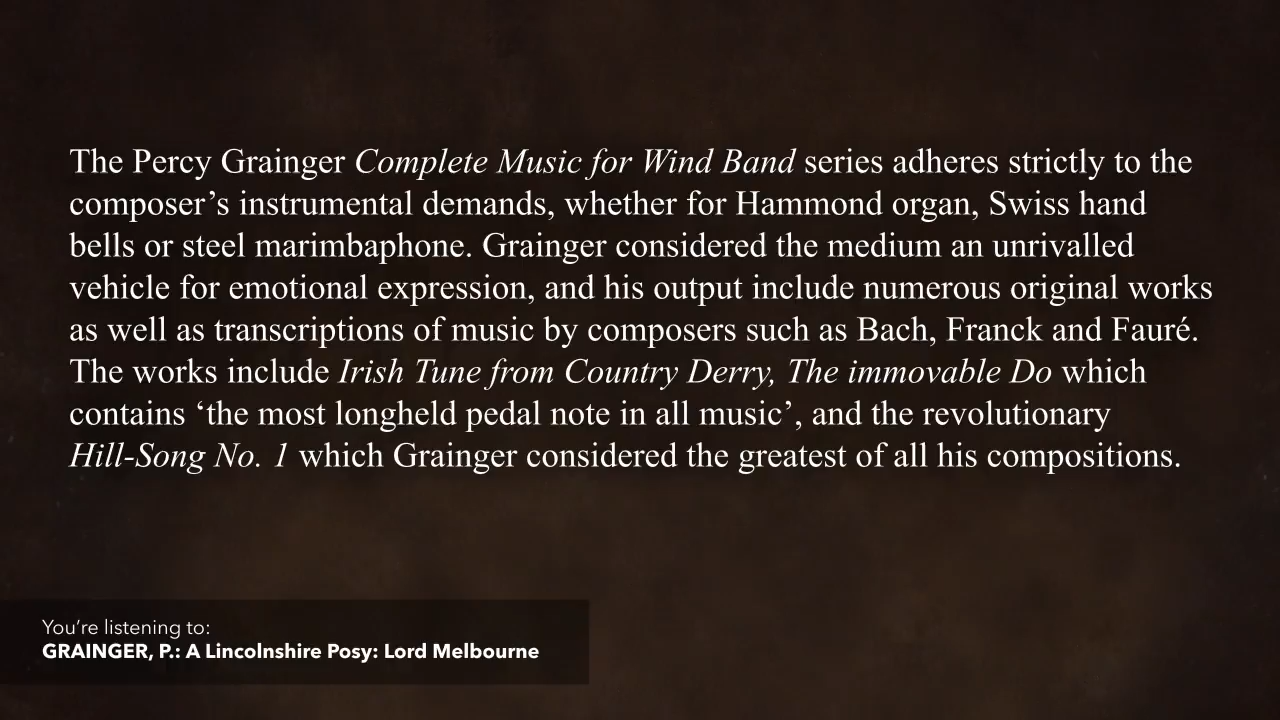 The Percy Grainger Complete Music for Wind Band series adheres strictly to the
composer’s instrumental demands, whether for Hammond organ, Swiss hand
bells or steel marimbaphone. Grainger considered the medium an unrivalled
vehicle for emotional expression, and his output include numerous original works
as well as transcriptions of music by composers such as Bach, Franck and Fauré.
The works include Irish Tune from Country Derry, The immovable Do which
contains ‘the most longheld pedal note in all music’, and the revolutionary
Hill-Song No. 1 which Grainger considered the greatest of all his compositions.
You’re listening to:
GRAINGER, P.: A Lincolnshire Posy: Lord Melbourne